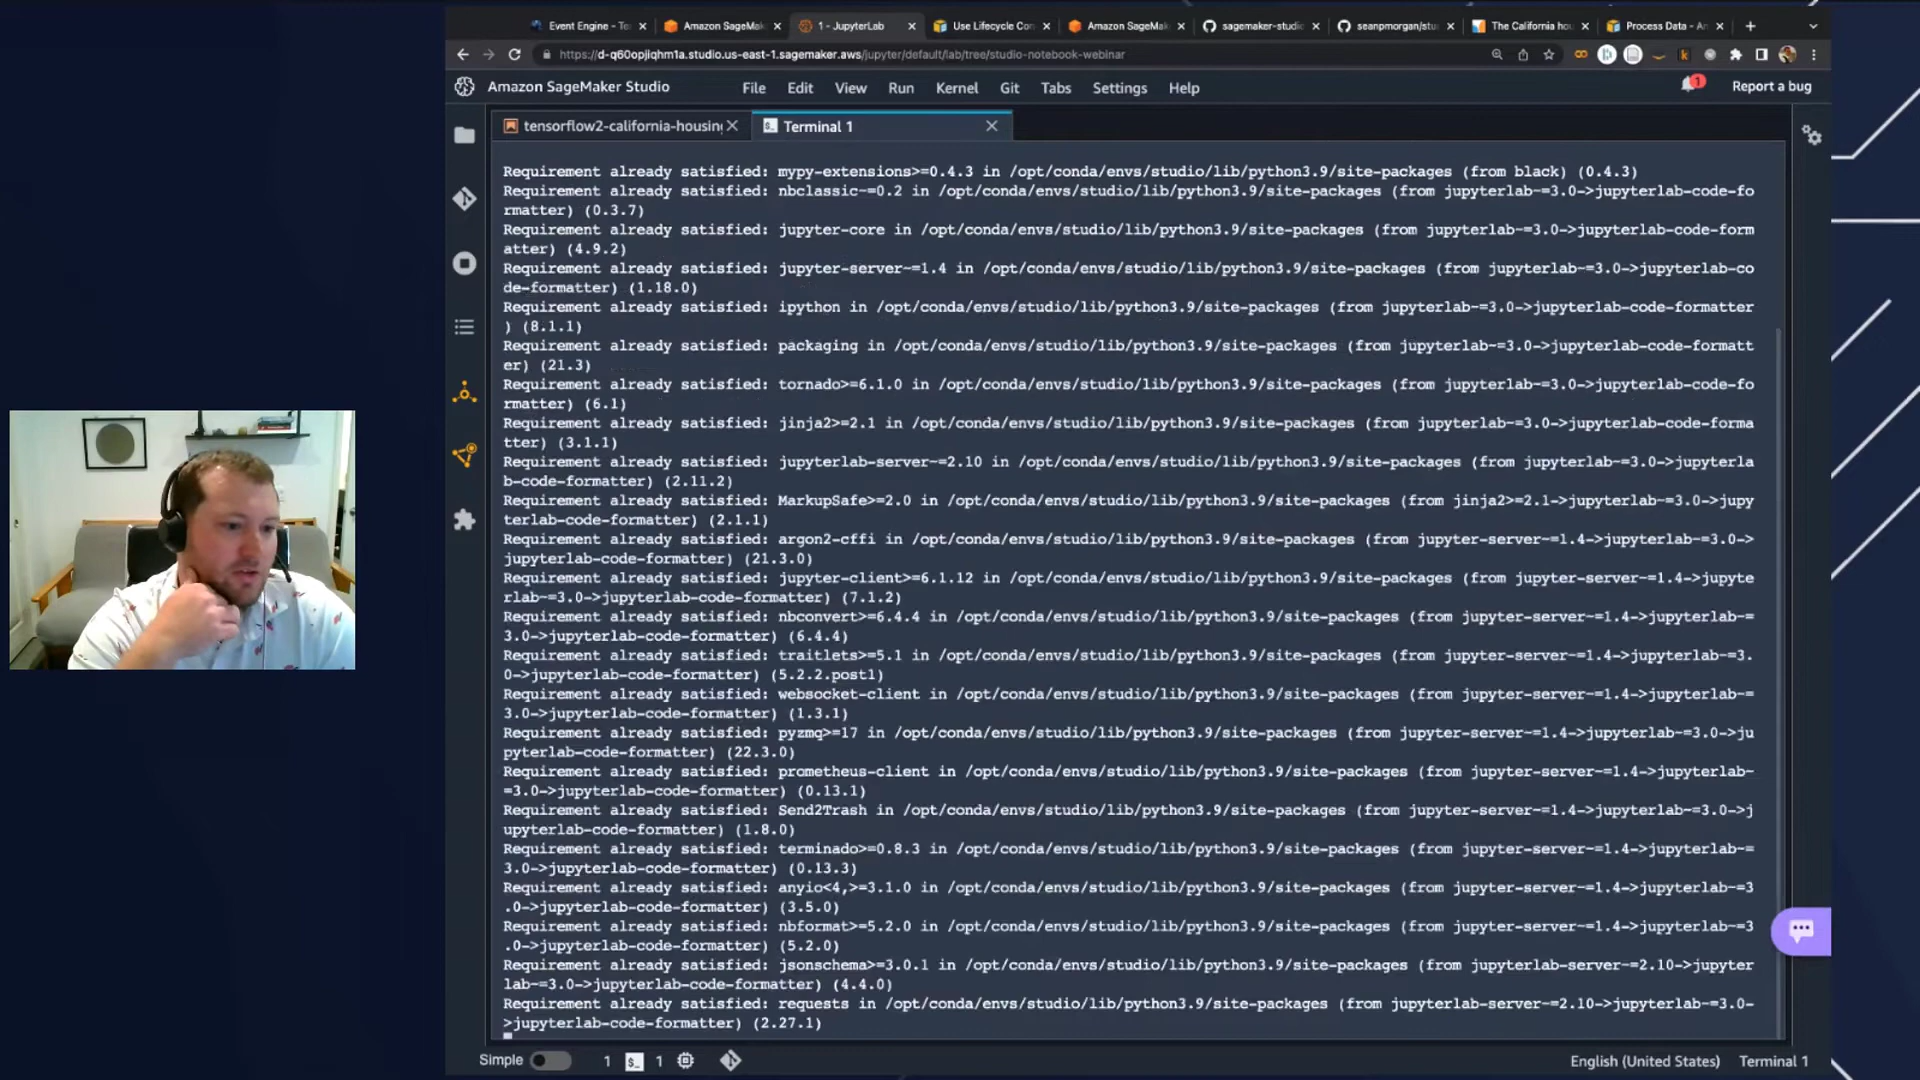 Event Engine - Te
Amazon SageMak
1 - JupyterLab
Use Lifecycle Con
Amazon SageMak
sagemaker-studio
seanpmorgan/stu
The California hou
Process Data - Am
https://d-q60opjiqhm1a.studio.us-east-1.sagemaker.aws/jupyter/default/lab/tree/studio-notebook-webinar
Amazon SageMaker Studio
File Edit View Run Kernel Git Tabs Settings Help
1
Report a bug
tensorflow2-california-housing
Terminal 1
Requirement already satisfied: mypy-extensions>=0.4.3 in /opt/conda/envs/studio/lib/python3.9/site-packages (from black) (0.4.3)
Requirement already satisfied: nbclassic~=0.2 in /opt/conda/envs/studio/lib/python3.9/site-packages (from jupyterlab~=3.0->jupyterlab-code-fo
rmatter) (0.3.7)
Requirement already satisfied: jupyter-core in /opt/conda/envs/studio/lib/python3.9/site-packages (from jupyterlab~=3.0->jupyterlab-code-form
atter) (4.9.2)
Requirement already satisfied: jupyter-server~=1.4 in /opt/conda/envs/studio/lib/python3.9/site-packages (from jupyterlab~=3.0->jupyterlab-co
de-formatter) (1.18.0)
Requirement already satisfied: ipython in /opt/conda/envs/studio/lib/python3.9/site-packages (from jupyterlab~=3.0->jupyterlab-code-formatter
) (8.1.1)
Requirement already satisfied: packaging in /opt/conda/envs/studio/lib/python3.9/site-packages (from jupyterlab~=3.0->jupyterlab-code-formatt
er) (21.3)
Requirement already satisfied: tornado>=6.1.0 in /opt/conda/envs/studio/lib/python3.9/site-packages (from jupyterlab~=3.0->jupyterlab-code-fo
rmatter) (6.1)
Requirement already satisfied: jinja2>=2.1 in /opt/conda/envs/studio/lib/python3.9/site-packages (from jupyterlab~=3.0->jupyterlab-code-forma
tter) (3.1.1)
Requirement already satisfied: jupyterlab-server~=2.10 in /opt/conda/envs/studio/lib/python3.9/site-packages (from jupyterlab~=3.0->jupyterla
b-code-formatter) (2.11.2)
Requirement already satisfied: MarkupSafe>=2.0 in /opt/conda/envs/studio/lib/python3.9/site-packages (from jinja2>=2.1->jupyterlab~=3.0->jupy
terlab-code-formatter) (2.1.1)
Requirement already satisfied: argon2-cffi in /opt/conda/envs/studio/lib/python3.9/site-packages (from jupyter-server~=1.4->jupyterlab~=3.0->
jupyterlab-code-formatter) (21.3.0)
Requirement already satisfied: jupyter-client>=6.1.12 in /opt/conda/envs/studio/lib/python3.9/site-packages (from jupyter-server~=1.4->jupyte
rlab~=3.0->jupyterlab-code-formatter) (7.1.2)
Requirement already satisfied: nbconvert>=6.4.4 in /opt/conda/envs/studio/lib/python3.9/site-packages (from jupyter-server~=1.4->jupyterlab~=
3.0->jupyterlab-code-formatter) (6.4.4)
Requirement already satisfied: traitlets>=5.1 in /opt/conda/envs/studio/lib/python3.9/site-packages (from jupyter-server~=1.4->jupyterlab~=3.
0->jupyterlab-code-formatter) (5.2.2.post1)
Requirement already satisfied: websocket-client in /opt/conda/envs/studio/lib/python3.9/site-packages (from jupyter-server~=1.4->jupyterlab~=
3.0->jupyterlab-code-formatter) (1.3.1)
Requirement already satisfied: pyzmq>=17 in /opt/conda/envs/studio/lib/python3.9/site-packages (from jupyter-server~=1.4->jupyterlab~=3.0->ju
pyterlab-code-formatter) (22.3.0)
Requirement already satisfied: prometheus-client in /opt/conda/envs/studio/lib/python3.9/site-packages (from jupyter-server~=1.4->jupyterlab~
=3.0->jupyterlab-code-formatter) (0.13.1)
Requirement already satisfied: Send2Trash in /opt/conda/envs/studio/lib/python3.9/site-packages (from jupyter-server~=1.4->jupyterlab~=3.0->j
upyterlab-code-formatter) (1.8.0)
Requirement already satisfied: terminado>=0.8.3 in /opt/conda/envs/studio/lib/python3.9/site-packages (from jupyter-server~=1.4->jupyterlab~=
3.0->jupyterlab-code-formatter) (0.13.3)
Requirement already satisfied: anyio<4,>=3.1.0 in /opt/conda/envs/studio/lib/python3.9/site-packages (from jupyter-server~=1.4->jupyterlab~=3
.0->jupyterlab-code-formatter) (3.5.0)
Requirement already satisfied: nbformat>=5.2.0 in /opt/conda/envs/studio/lib/python3.9/site-packages (from jupyter-server~=1.4->jupyterlab~=3
.0->jupyterlab-code-formatter) (5.2.0)
Requirement already satisfied: jsonschema>=3.0.1 in /opt/conda/envs/studio/lib/python3.9/site-packages (from jupyterlab-server~=2.10->jupyter
lab~=3.0->jupyterlab-code-formatter) (4.4.0)
Requirement already satisfied: requests in /opt/conda/envs/studio/lib/python3.9/site-packages (from jupyterlab-server~=2.10->jupyterlab~=3.0-
>jupyterlab-code-formatter) (2.27.1)
Simple 1 1 English (United States) Terminal 1